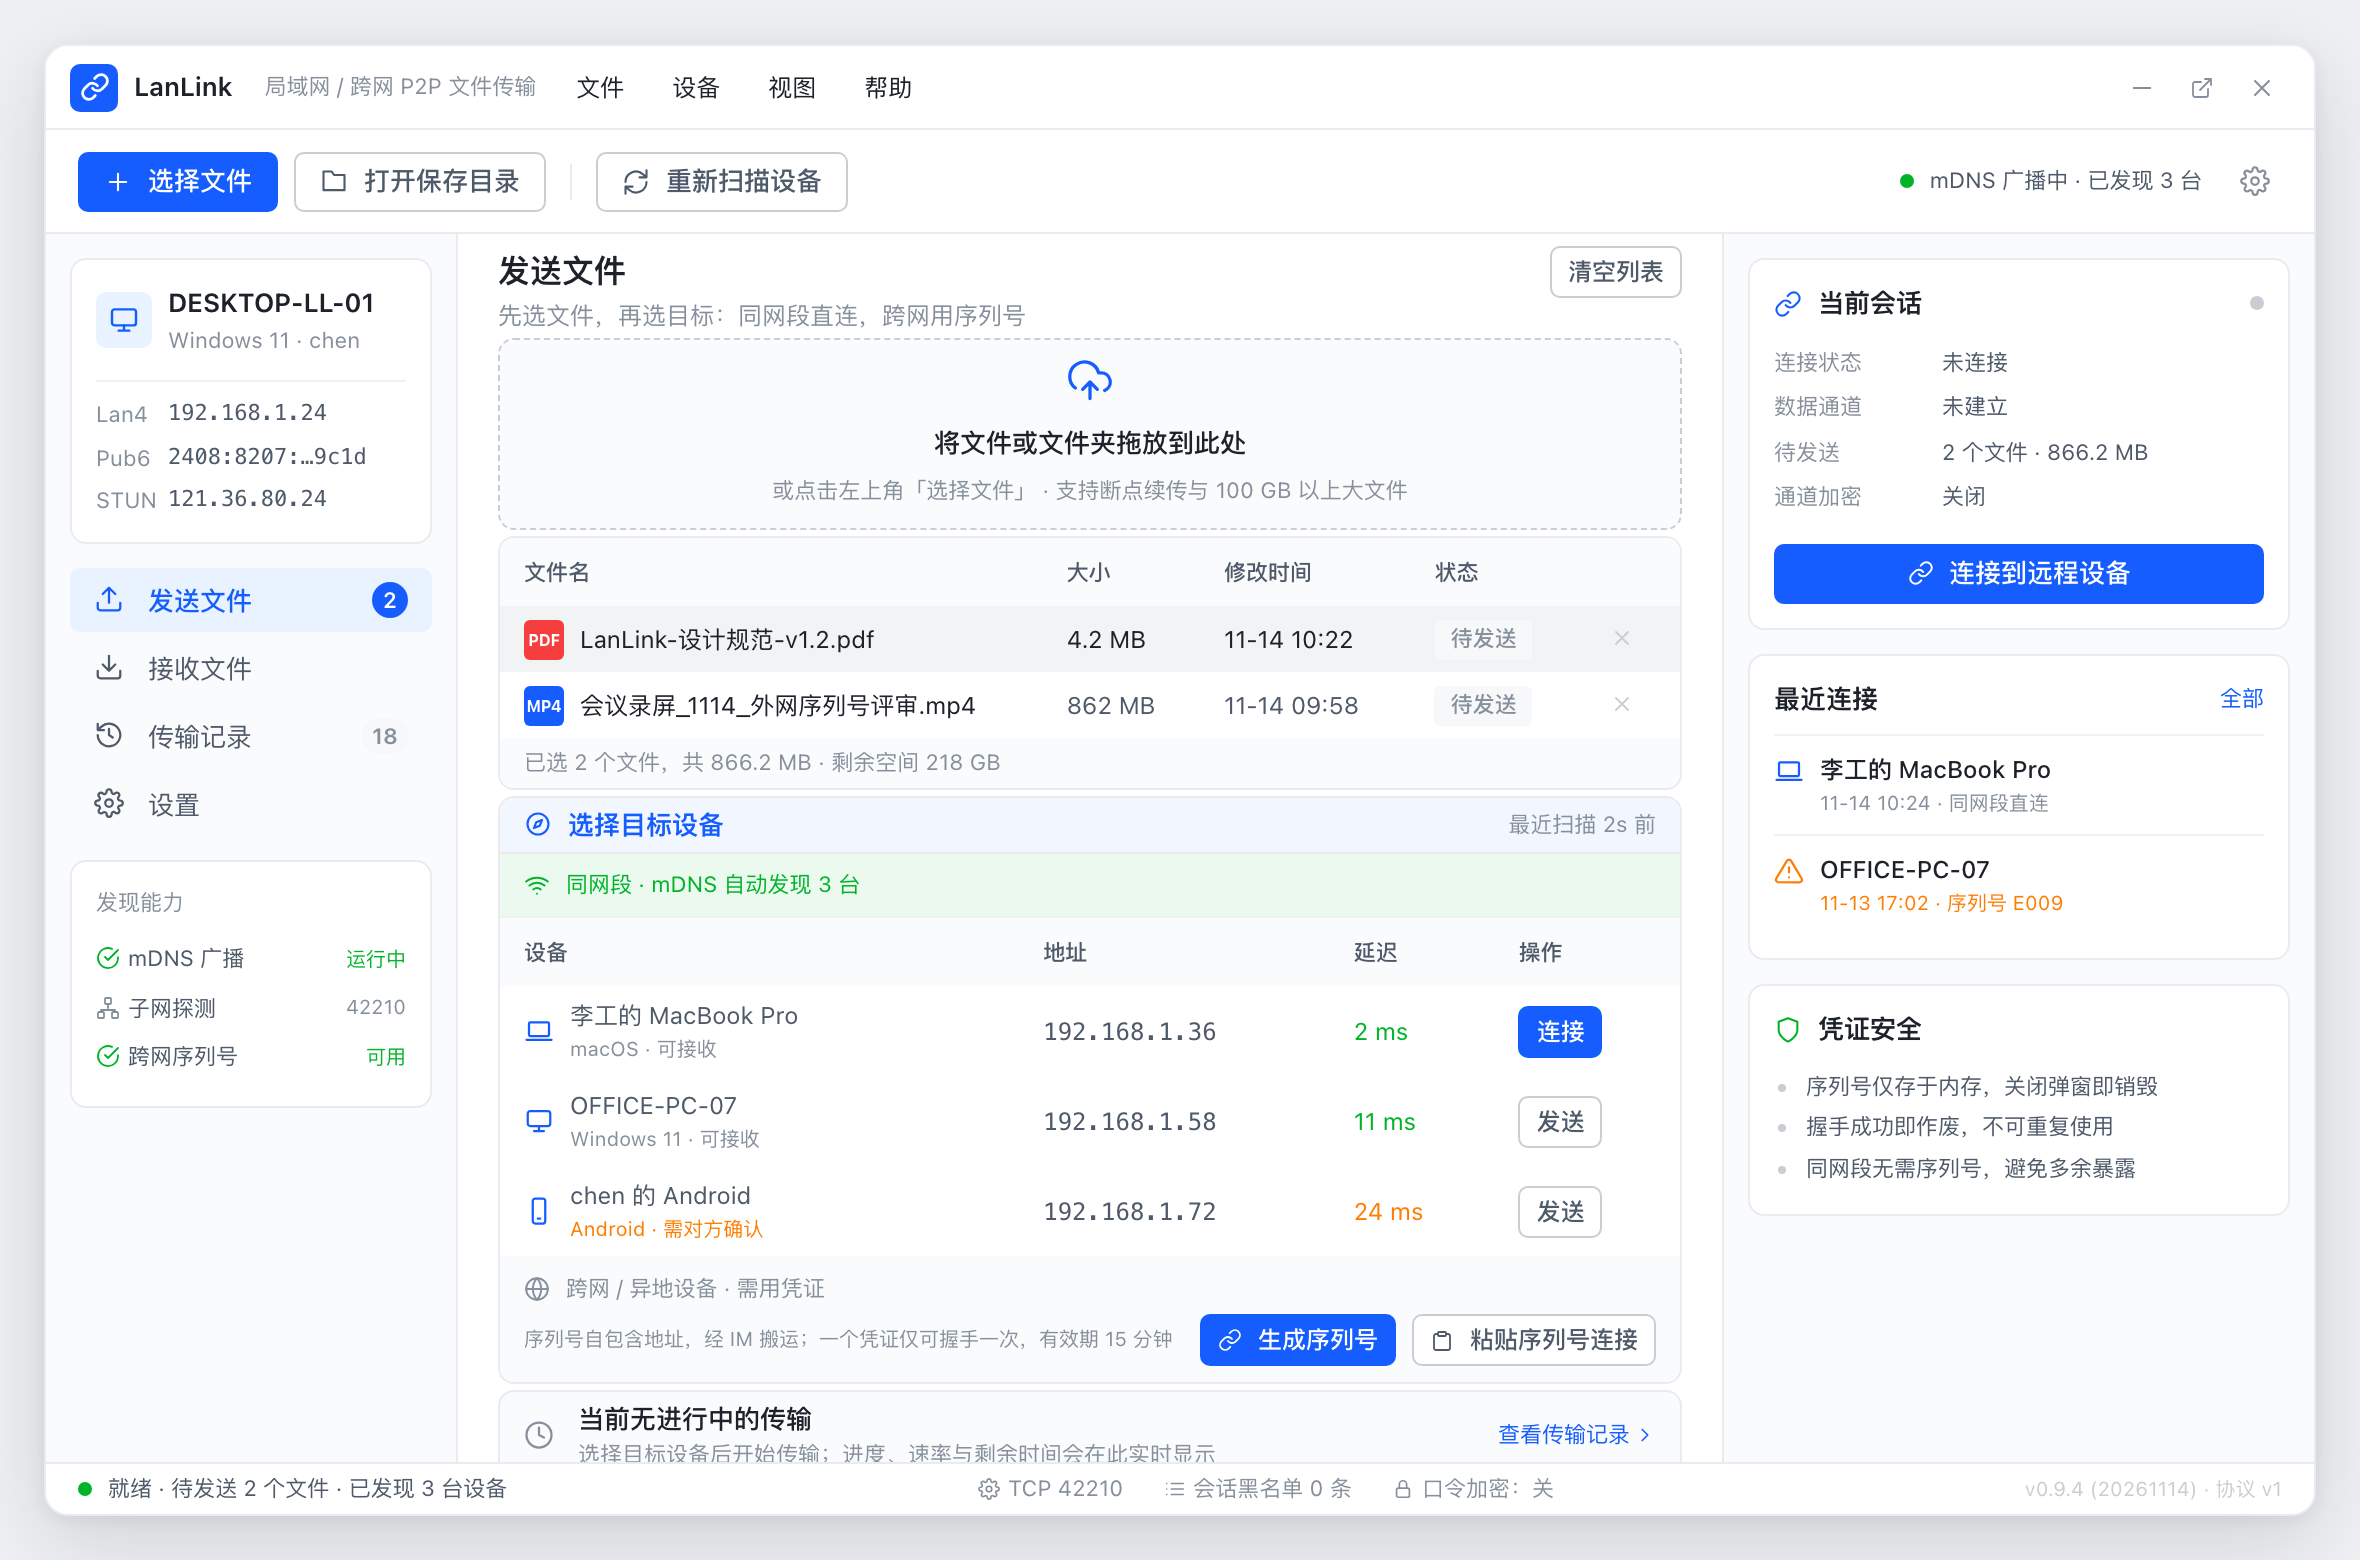 LanLink 局域网 / 跨网 P2P 文件传输 文件 设备 视图 帮助
选择文件 打开保存目录 重新扫描设备 mDNS 广播中 · 已发现 3 台
DESKTOP-LL-01
Windows 11 · chen
Lan4 192.168.1.24
Pub6 2408:8207:…9c1d
STUN 121.36.80.24
发送文件 2
接收文件
传输记录 18
设置
发现能力
mDNS 广播 运行中
子网探测 42210
跨网序列号 可用
发送文件
先选文件，再选目标：同网段直连，跨网用序列号
清空列表
将文件或文件夹拖放到此处
或点击左上角「选择文件」 · 支持断点续传与 100 GB 以上大文件
文件名 大小 修改时间 状态
PDF LanLink-设计规范-v1.2.pdf 4.2 MB 11-14 10:22 待发送
MP4 会议录屏_1114_外网序列号评审.mp4 862 MB 11-14 09:58 待发送
已选 2 个文件，共 866.2 MB · 剩余空间 218 GB
选择目标设备 最近扫描 2s 前
同网段 · mDNS 自动发现 3 台
设备 地址 延迟 操作
李工的 MacBook Pro
macOS · 可接收
192.168.1.36 2 ms 连接
OFFICE-PC-07
Windows 11 · 可接收
192.168.1.58 11 ms 发送
chen 的 Android
Android · 需对方确认
192.168.1.72 24 ms 发送
跨网 / 异地设备 · 需用凭证
序列号自包含地址，经 IM 搬运；一个凭证仅可握手一次，有效期 15 分钟 生成序列号 粘贴序列号连接
当前无进行中的传输
选择目标设备后开始传输；进度、速率与剩余时间会在此实时显示
查看传输记录
当前会话
连接状态 未连接
数据通道 未建立
待发送 2 个文件 · 866.2 MB
通道加密 关闭
连接到远程设备
最近连接 全部
李工的 MacBook Pro
11-14 10:24 · 同网段直连
OFFICE-PC-07
11-13 17:02 · 序列号 E009
凭证安全
序列号仅存于内存，关闭弹窗即销毁
握手成功即作废，不可重复使用
同网段无需序列号，避免多余暴露
就绪 · 待发送 2 个文件 · 已发现 3 台设备 TCP 42210 会话黑名单 0 条 口令加密：关 v0.9.4 (20261114) · 协议 v1